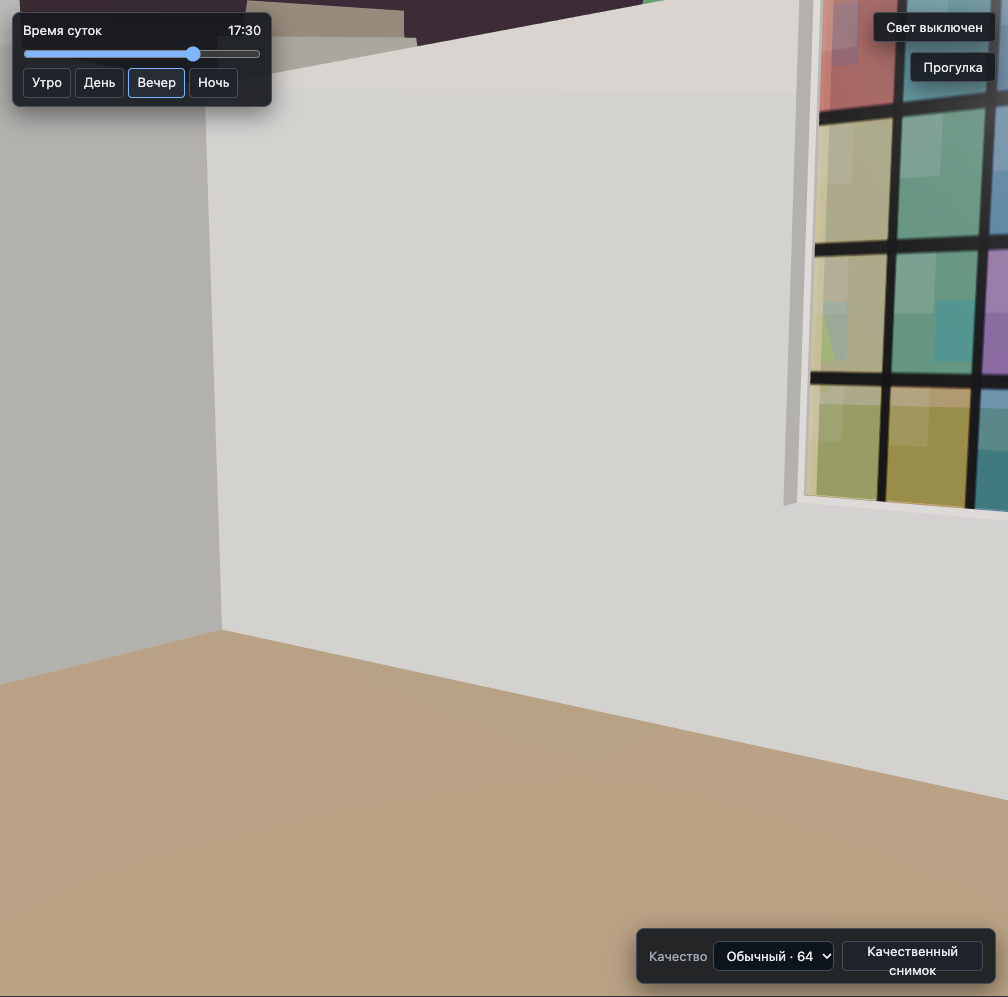 Время суток 17:30
Утро День Вечер Ночь
Свет выключен
Прогулка
Качество Обычный · 64 Качественный
снимок